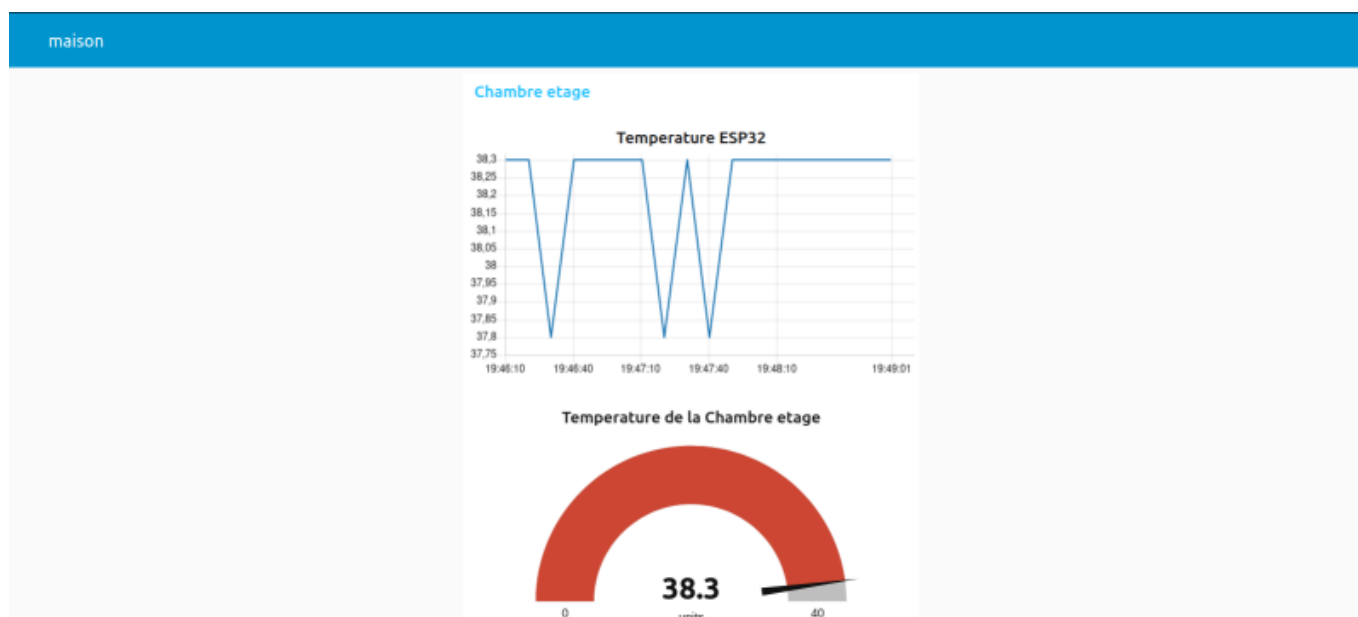 maison
Chambre etage
Temperature ESP32
38,3
38,25
38,2
38,15
38,1
38,05
38
37,95
37,9
37,85
37,8
37,75
19:46:10 19:46:40 19:47:10 19:47:40 19:48:10 19:49:01
Temperature de la Chambre etage
38.3
0 units 40